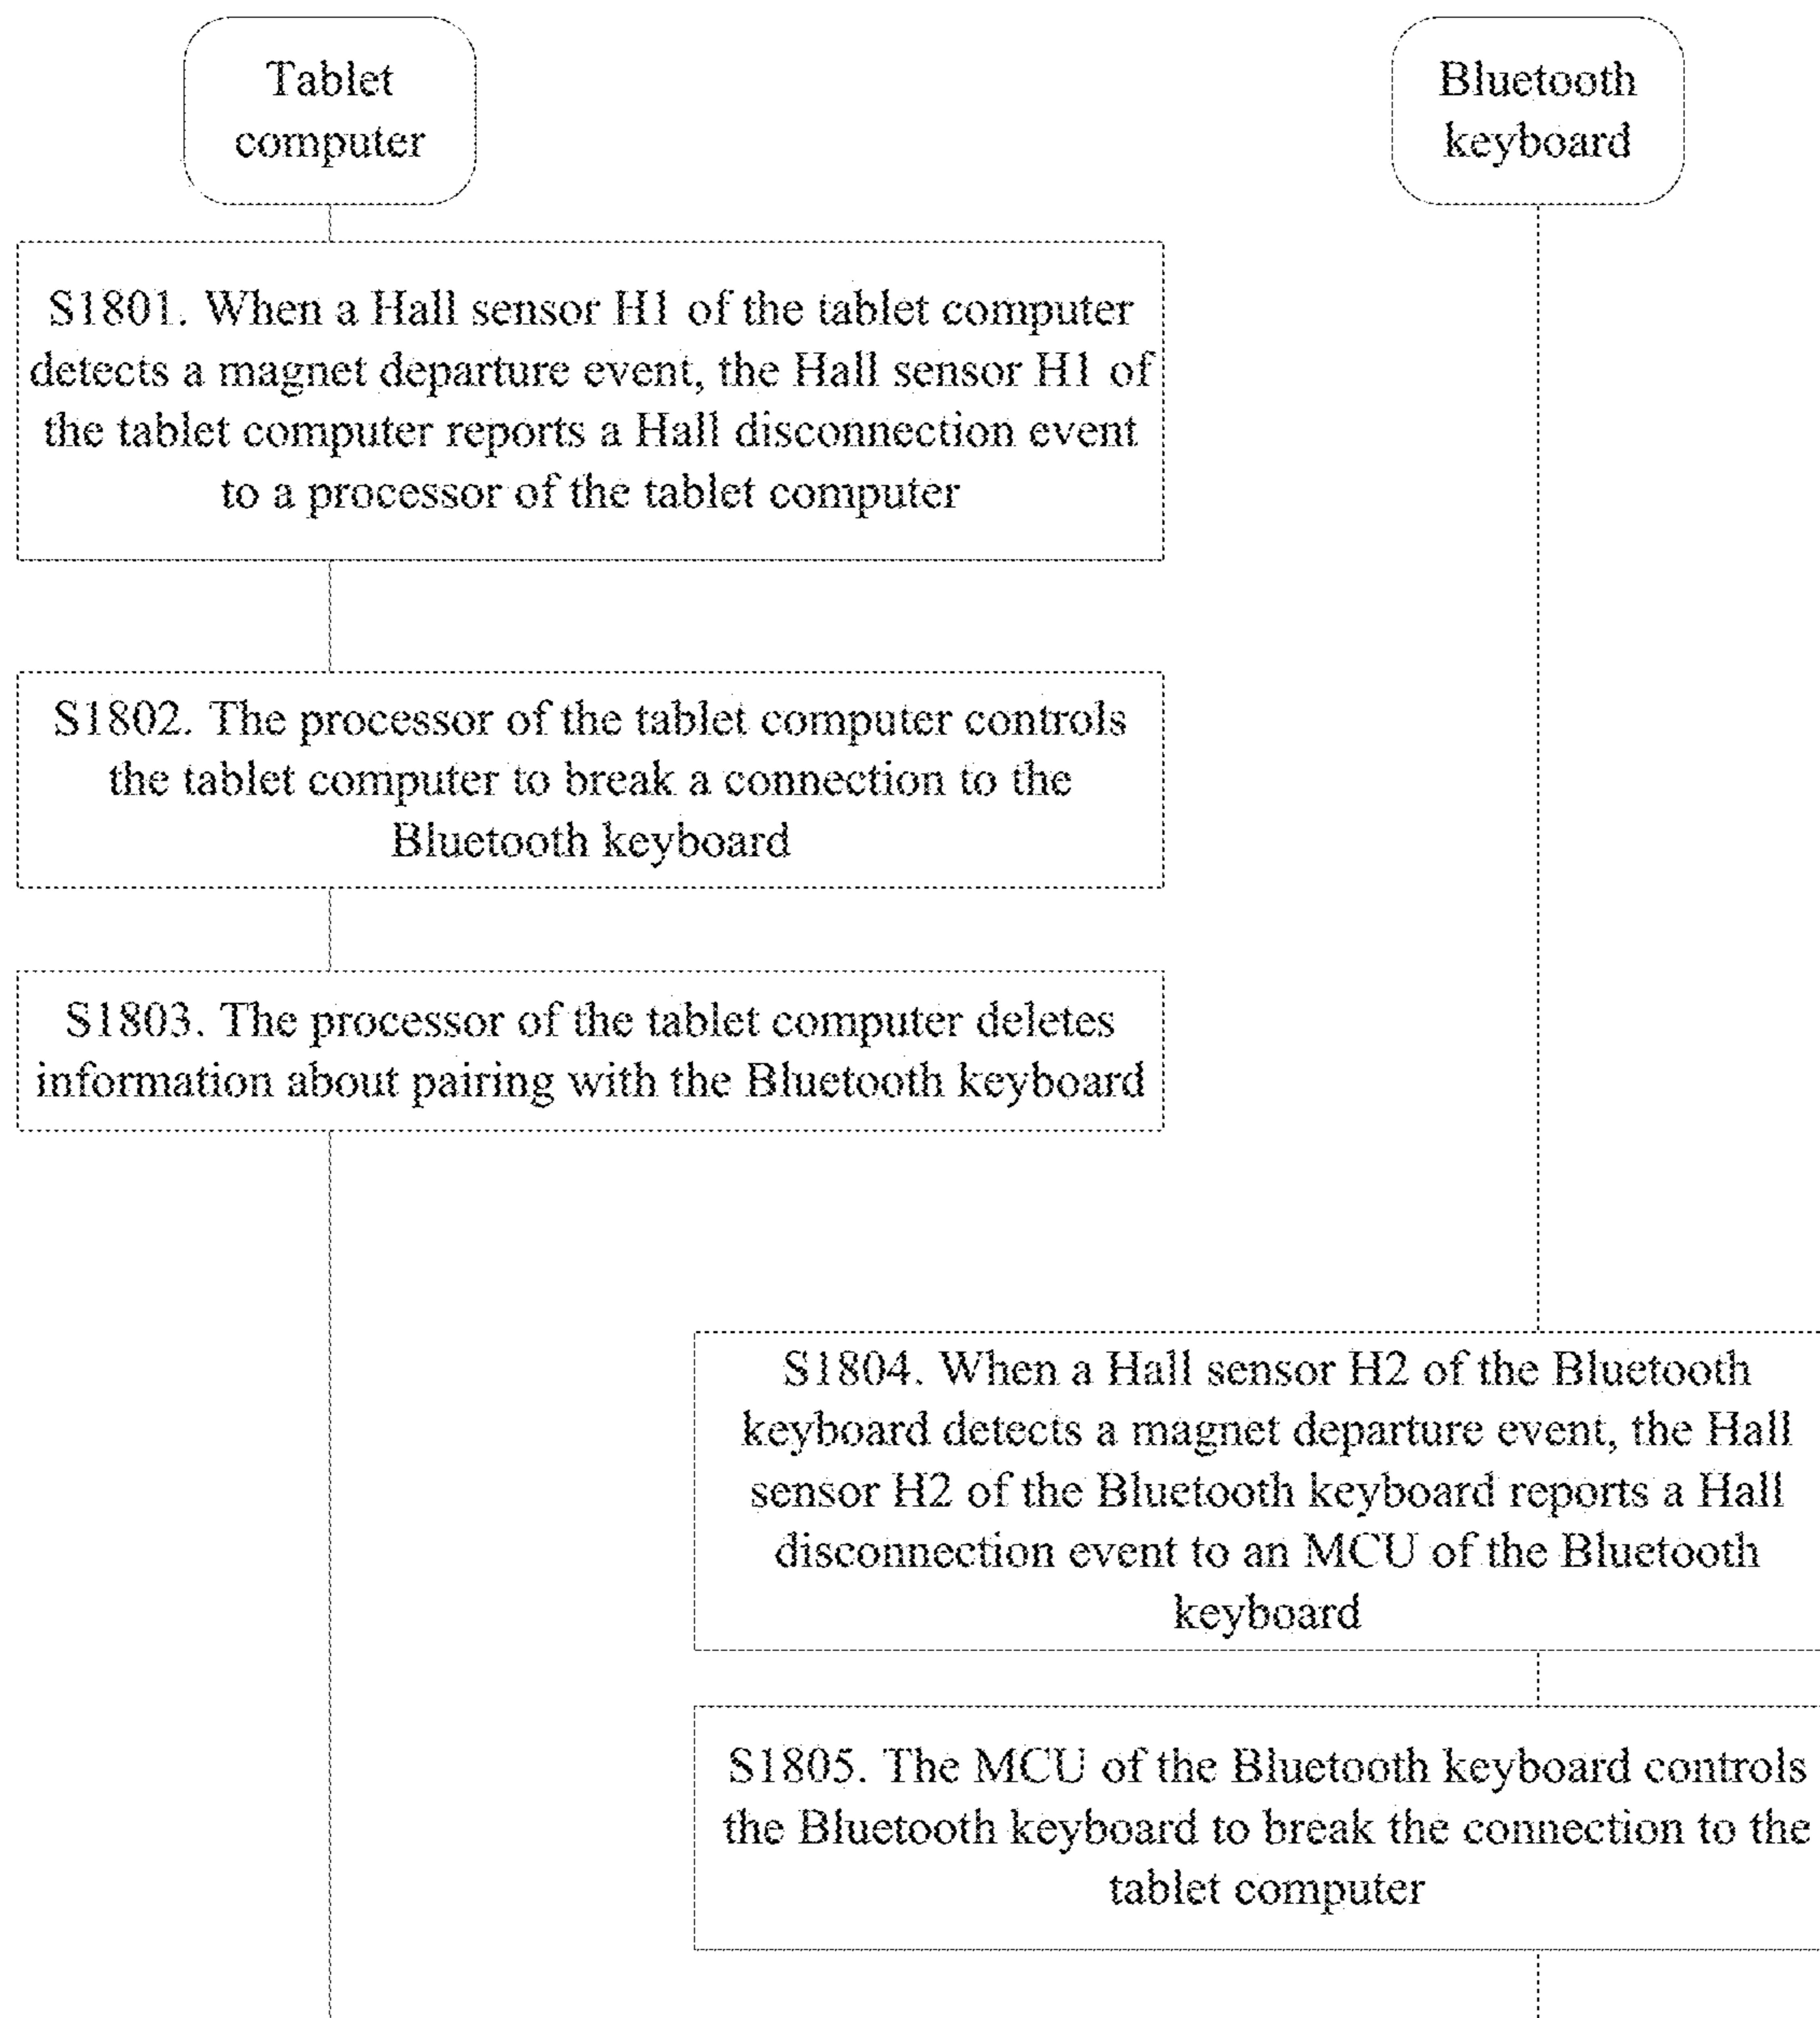 Tablet
computer
Bluetooth
keyboard
S1801. When a Hall sensor H1 of the tablet computer
detects a magnet departure event, the Hall sensor H1 of
the tablet computer reports a Hall disconnection event
to a processor of the tablet computer
S1802. The processor of the tablet computer controls
the tablet computer to break a connection to the
Bluetooth keyboard
S1803. The processor of the tablet computer deletes
information about pairing with the Bluetooth keyboard
S1804. When a Hall sensor H2 of the Bluetooth
keyboard detects a magnet departure event, the Hall
sensor H2 of the Bluetooth keyboard reports a Hall
disconnection event to an MCU of the Bluetooth
keyboard
S1805. The MCU of the Bluetooth keyboard controls
the Bluetooth keyboard to break the connection to the
tablet computer